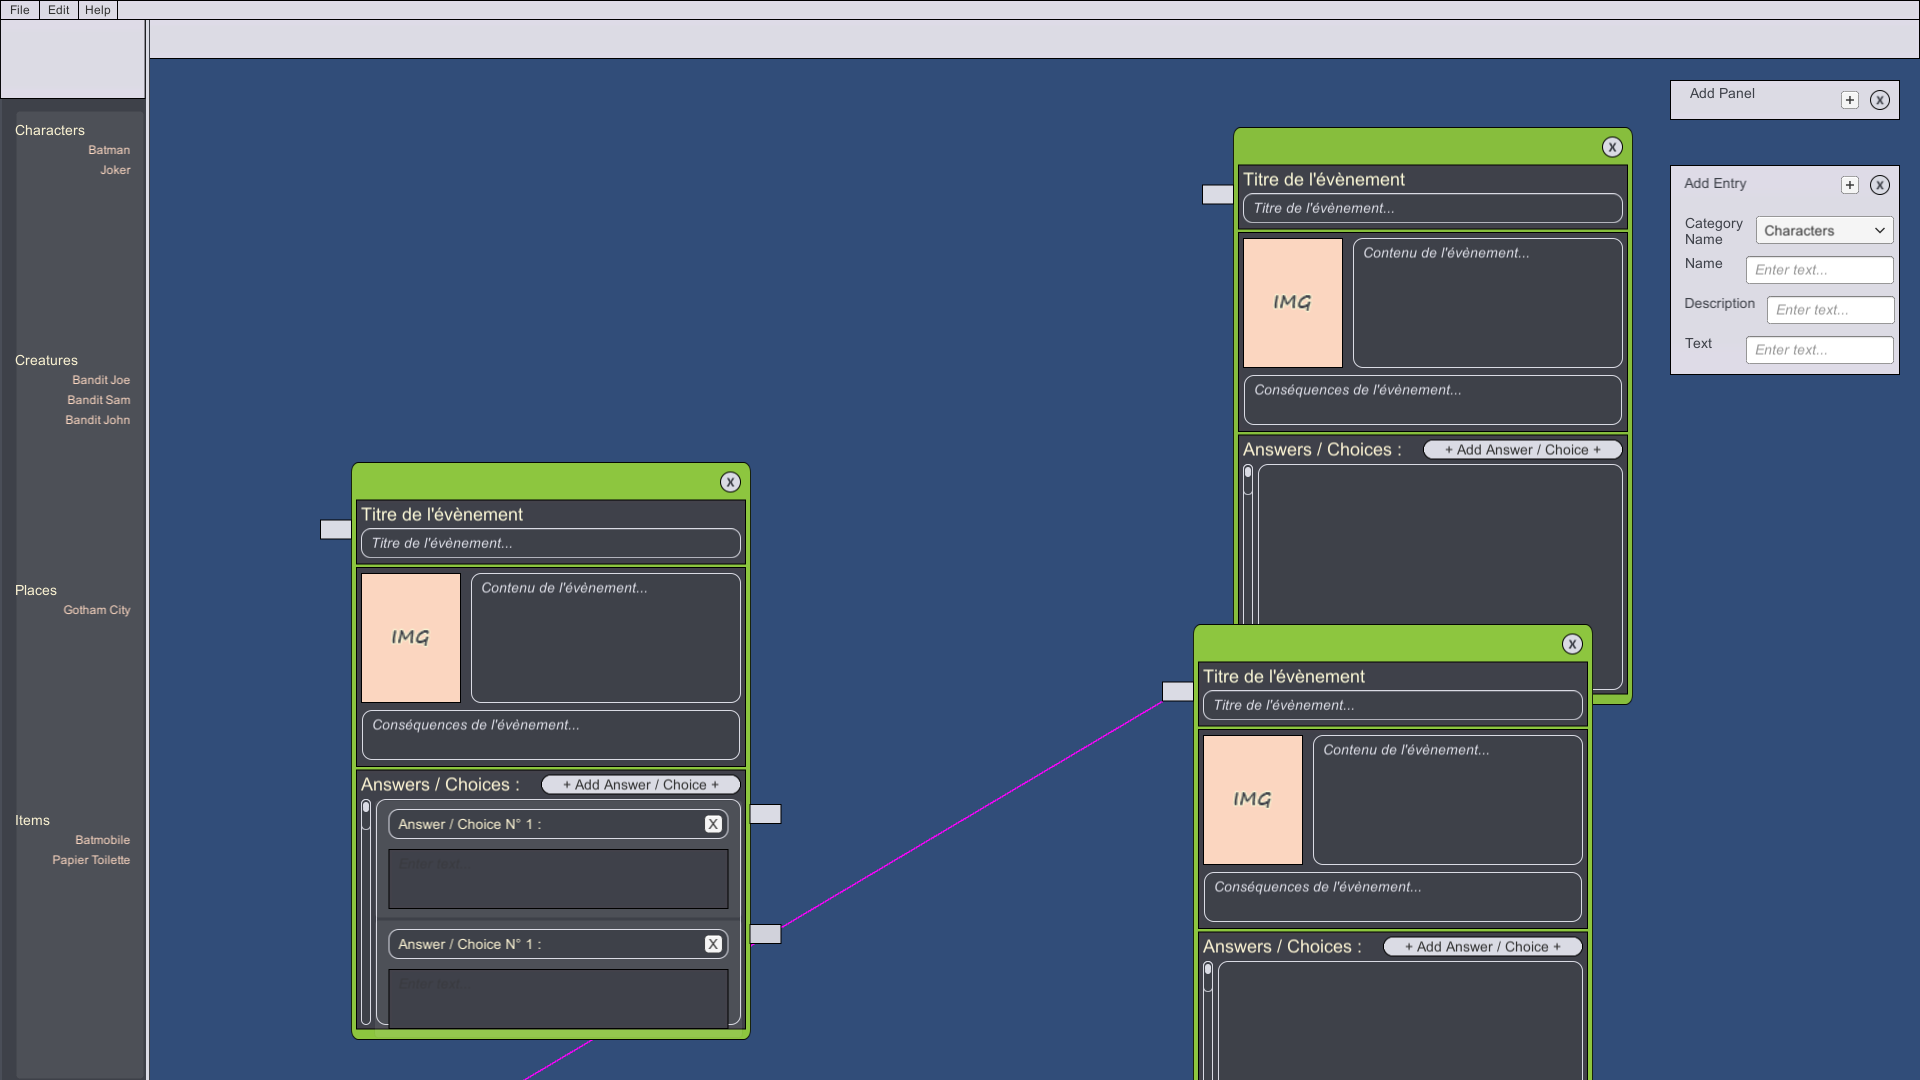 File Edit Help
Characters
Batman
Joker
Creatures
Bandit Joe
Bandit Sam
Bandit John
Places
Gotham City
Items
Batmobile
Papier Toilette
X
Titre de l'évènement
Titre de l'évènement...
IMG
Contenu de l'évènement...
Conséquences de l'évènement...
Answers / Choices :
+ Add Answer / Choice +
Answer / Choice N° 1 :
X
Enter text...
Answer / Choice N° 1 :
X
Enter text...
X
Titre de l'évènement
Titre de l'évènement...
IMG
Contenu de l'évènement...
Conséquences de l'évènement...
Answers / Choices :
+ Add Answer / Choice +
X
Titre de l'évènement
Titre de l'évènement...
IMG
Contenu de l'évènement...
Conséquences de l'évènement...
Answers / Choices :
+ Add Answer / Choice +
Add Panel
+ X
Add Entry
+ X
Category
Name
Characters
Name
Enter text...
Description
Enter text...
Text
Enter text...